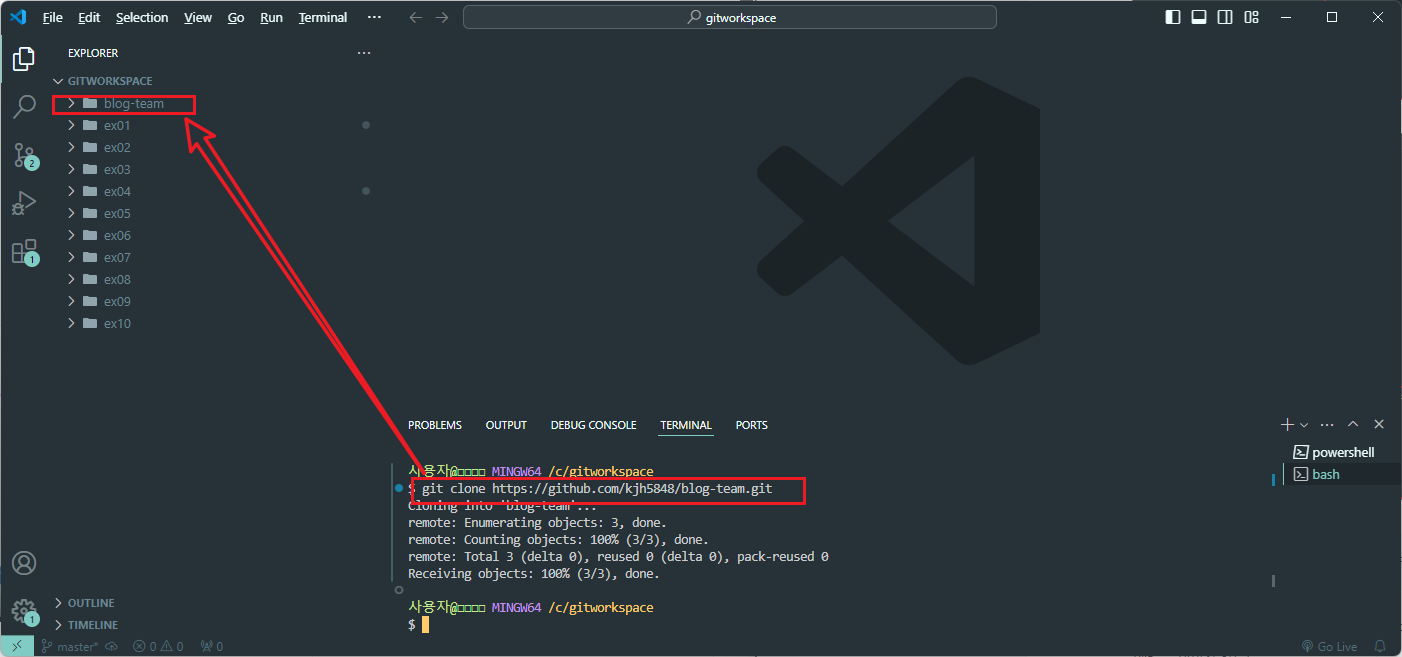 File Edit Selection View Go Run Terminal ··· gitworkspace
EXPLORER ···
GITWORKSPACE
blog-team
ex01
ex02
ex03
ex04
ex05
ex06
ex07
ex08
ex09
ex10
2
1
PROBLEMS OUTPUT DEBUG CONSOLE TERMINAL PORTS
powershell
bash
사용자@□□□□ MINGW64 /c/gitworkspace
$ git clone https://github.com/kjh5848/blog-team.git
Cloning into 'blog-team'...
remote: Enumerating objects: 3, done.
remote: Counting objects: 100% (3/3), done.
remote: Total 3 (delta 0), reused 0 (delta 0), pack-reused 0
Receiving objects: 100% (3/3), done.
사용자@□□□□ MINGW64 /c/gitworkspace
$
OUTLINE
TIMELINE
1
master* 0 0 0 Go Live